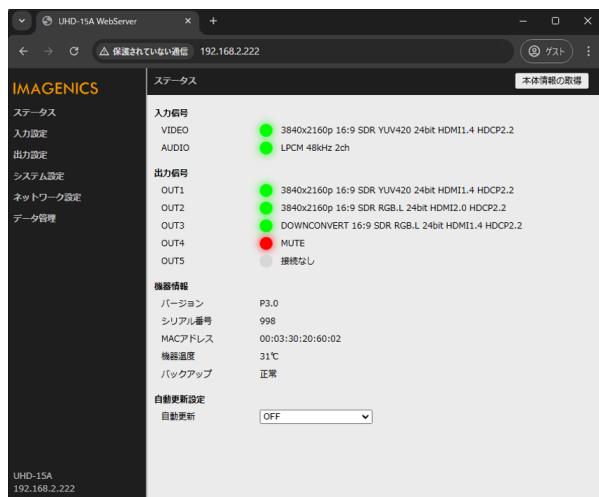 UHD-15A WebServer
保護されていない通信 192.168.2.222 ゲスト
IMAGENICS
ステータス
入力設定
出力設定
システム設定
ネットワーク設定
データ管理
UHD-15A
192.168.2.222
ステータス 本体情報の取得
入力信号
VIDEO 3840x2160p 16:9 SDR YUV420 24bit HDMI1.4 HDCP2.2
AUDIO LPCM 48kHz 2ch
出力信号
OUT1 3840x2160p 16:9 SDR YUV420 24bit HDMI1.4 HDCP2.2
OUT2 3840x2160p 16:9 SDR RGB.L 24bit HDMI2.0 HDCP2.2
OUT3 DOWNCONVERT 16:9 SDR RGB.L 24bit HDMI1.4 HDCP2.2
OUT4 MUTE
OUT5 接続なし
機器情報
バージョン P3.0
シリアル番号 998
MACアドレス 00:03:30:20:60:02
機器温度 31℃
バックアップ 正常
自動更新設定
自動更新 OFF